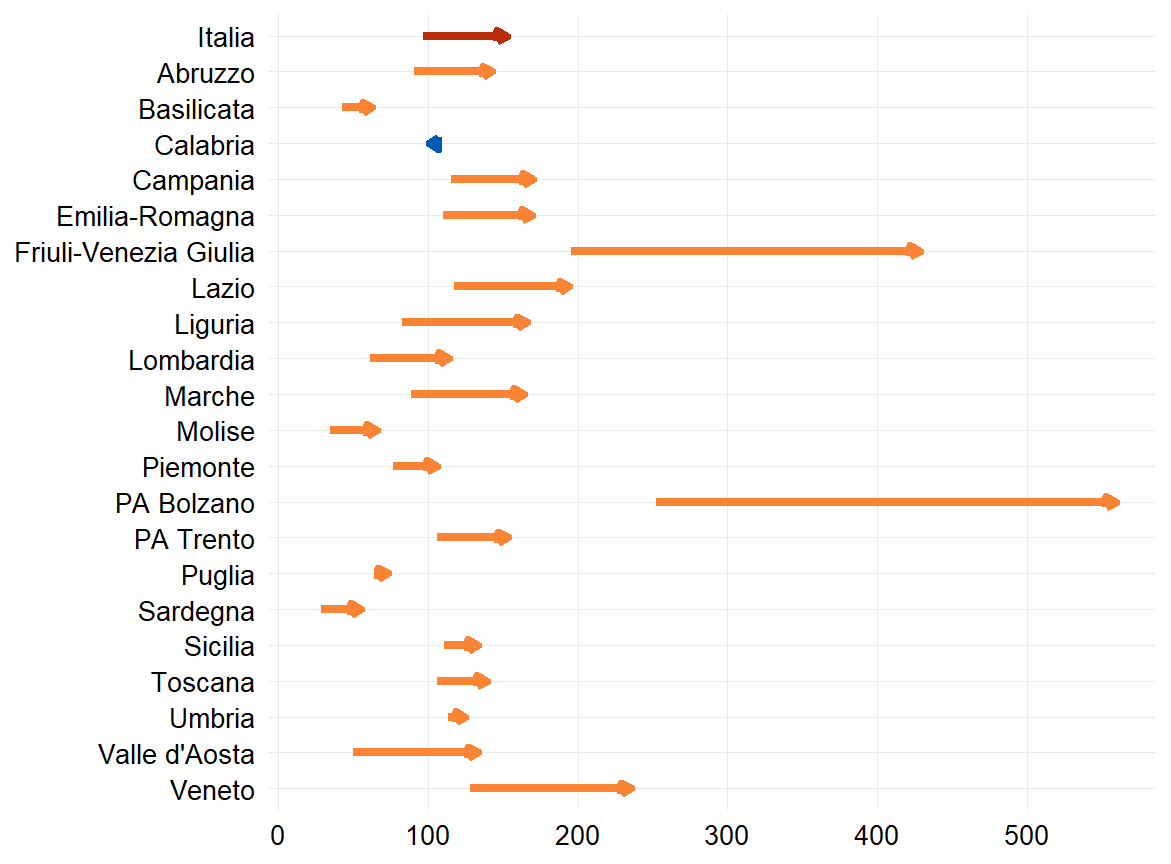 Italia
Abruzzo
Basilicata
Calabria
Campania
Emilia-Romagna
Friuli-Venezia Giulia
Lazio
Liguria
Lombardia
Marche
Molise
Piemonte
PA Bolzano
PA Trento
Puglia
Sardegna
Sicilia
Toscana
Umbria
Valle d'Aosta
Veneto
0 100 200 300 400 500